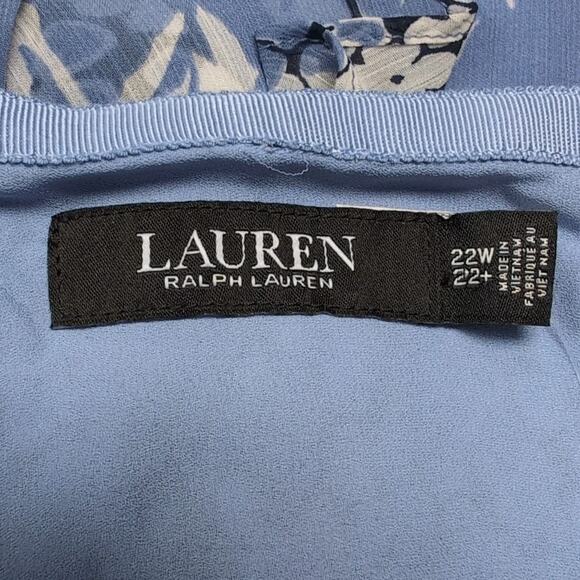 LAUREN
RALPH LAUREN
22W
22+
MADE IN
VIETNAM
FABRIQUE AU
VIET NAM